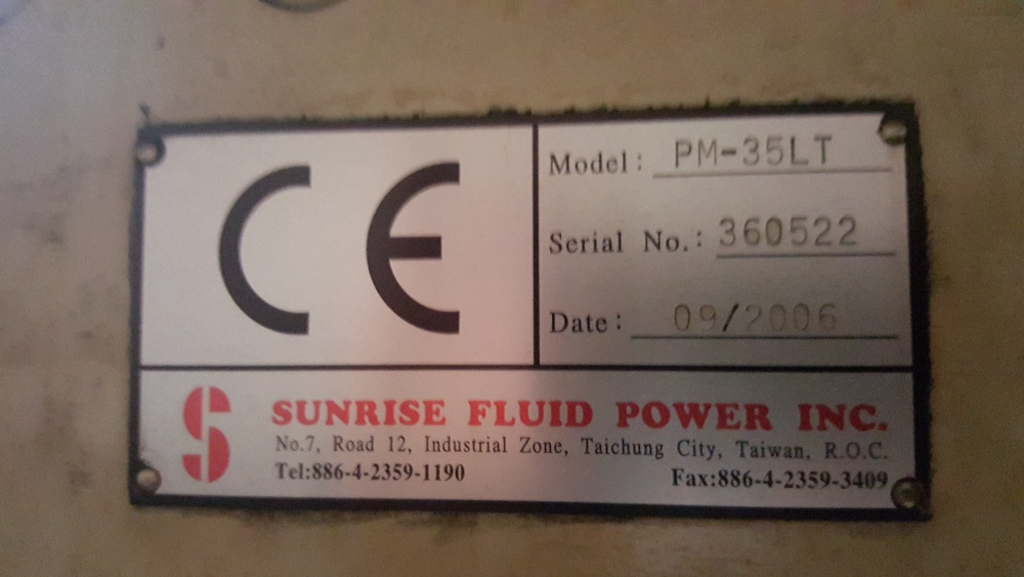 CE
Model: PM-35LT
Serial No.: 360522
Date: 09/2006
S
SUNRISE FLUID POWER INC.
No.7, Road 12, Industrial Zone, Taichung City, Taiwan, R.O.C.
Tel:886-4-2359-1190 Fax:886-4-2359-3409